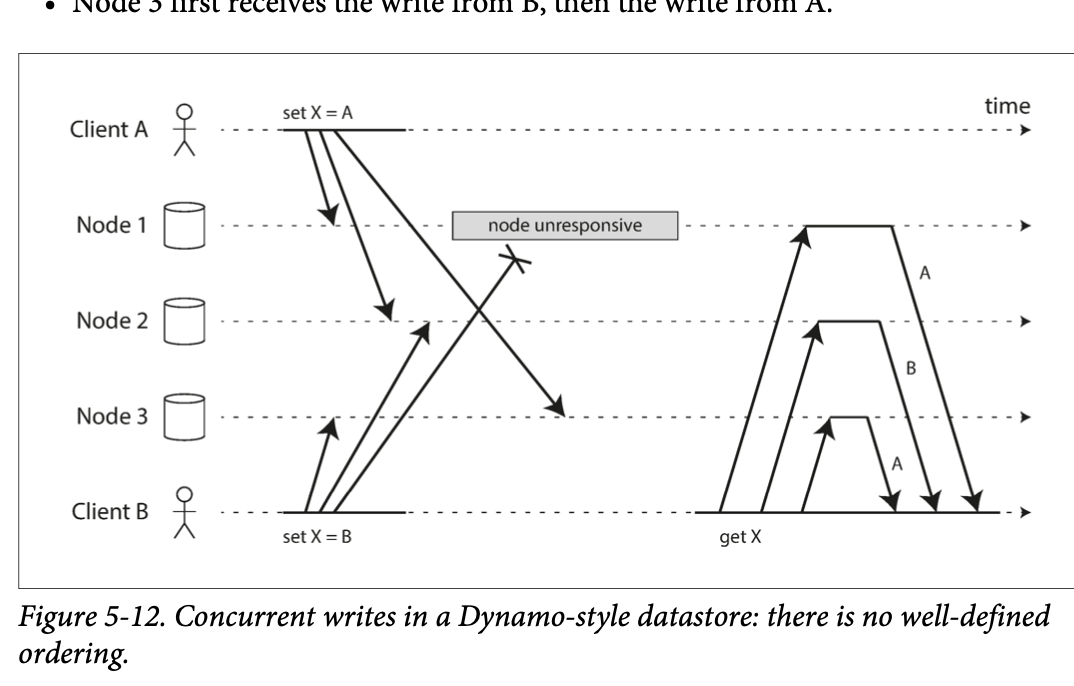 • Node 3 first receives the write from B, then the write from A.
set X = A
time
Client A
Node 1
node unresponsive
A
Node 2
B
Node 3
A
Client B
set X = B
get X
Figure 5-12. Concurrent writes in a Dynamo-style datastore: there is no well-defined
ordering.